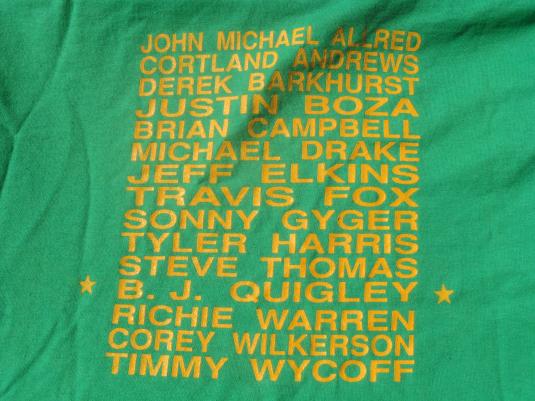 JOHN MICHAEL ALLRED
CORTLAND ANDREWS
DEREK BARKHURST
JUSTIN BOZA
BRIAN CAMPBELL
MICHAEL DRAKE
JEFF ELKINS
TRAVIS FOX
SONNY GYGER
TYLER HARRIS
STEVE THOMAS
B. J. QUIGLEY
RICHIE WARREN
COREY WILKERSON
TIMMY WYCOFF